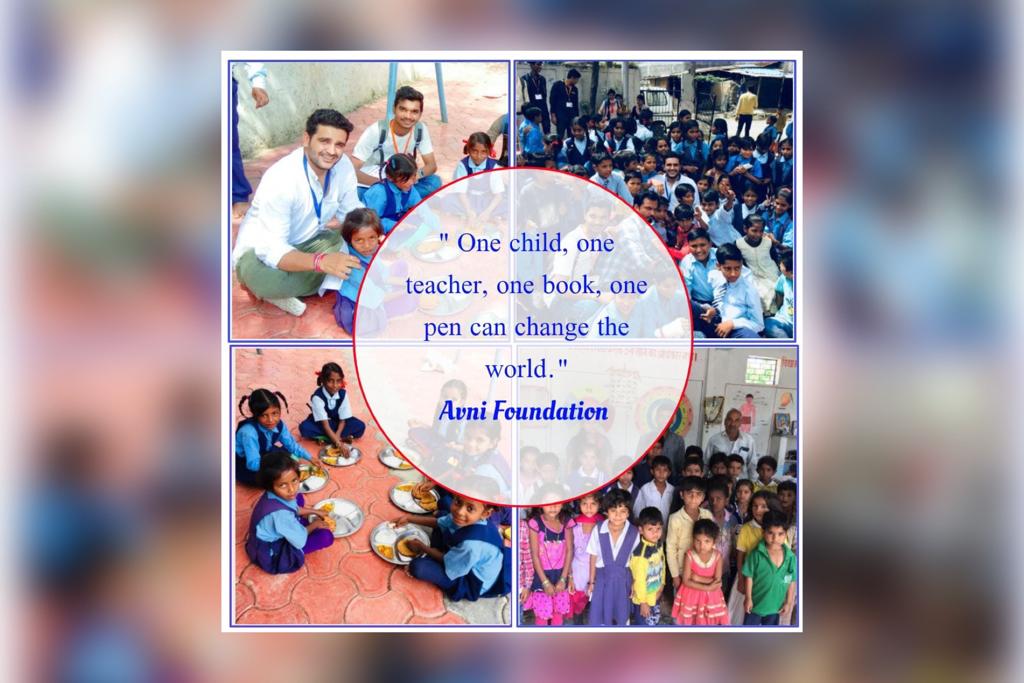 " One child, one
teacher, one book, one
pen can change the
world."
Avni Foundation